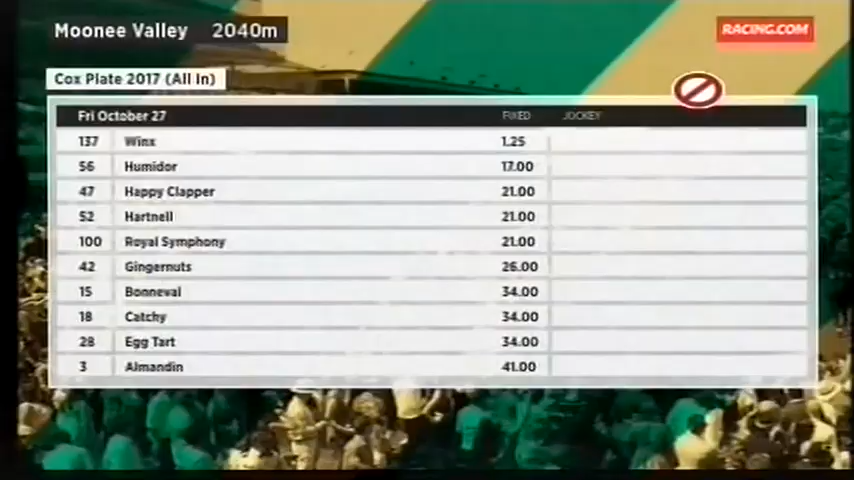 Moonee Valley 2040m
RACING.COM
Cox Plate 2017 (All In)
Fri October 27 FIXED JOCKEY
137 Winx 1.25
56 Humidor 17.00
47 Happy Clapper 21.00
52 Hartnell 21.00
100 Royal Symphony 21.00
42 Gingernuts 26.00
15 Bonneval 34.00
18 Catchy 34.00
28 Egg Tart 34.00
3 Almandin 41.00